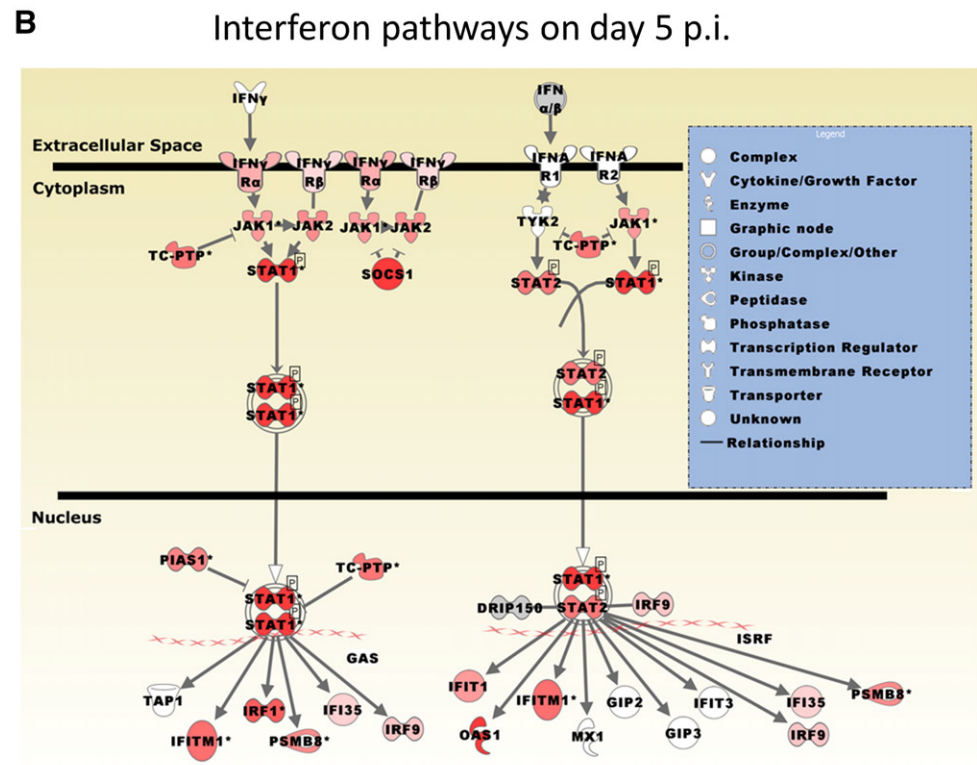 B
Interferon pathways on day 5 p.i.
IFNγ
IFN
α/β
Extracellular Space
Cytoplasm
IFNγ
Rα
IFNγ
Rβ
IFNγ
Rα
IFNγ
Rβ
IFNA
R1
IFNA
R2
JAK1*
JAK2
JAK1*
JAK2
TYK2
JAK1*
TC-PTP*
TC-PTP*
STAT1*
P
SOCS1
STAT2
P
STAT1*
P
STAT1*
P
STAT1*
P
STAT2
P
STAT1*
P
Legend
Complex
Cytokine/Growth Factor
Enzyme
Graphic node
Group/Complex/Other
Kinase
Peptidase
Phosphatase
Transcription Regulator
Transmembrane Receptor
Transporter
Unknown
Relationship
Nucleus
PIAS1*
TC-PTP*
STAT1*
P
STAT1*
P
GAS
TAP1
IFITM1*
IRF1*
PSMB8*
IFI35
IRF9
STAT1*
P
DRIP150
STAT2
P
IRF9
ISRF
IFIT1
OAS1
IFITM1*
MX1
GIP2
GIP3
IFIT3
IFI35
IRF9
PSMB8*